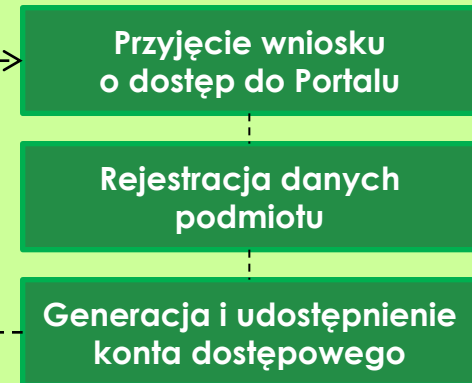 Przyjęcie wniosku
o dostęp do Portalu
Rejestracja danych
podmiotu
Generacja i udostępnienie
konta dostępowego